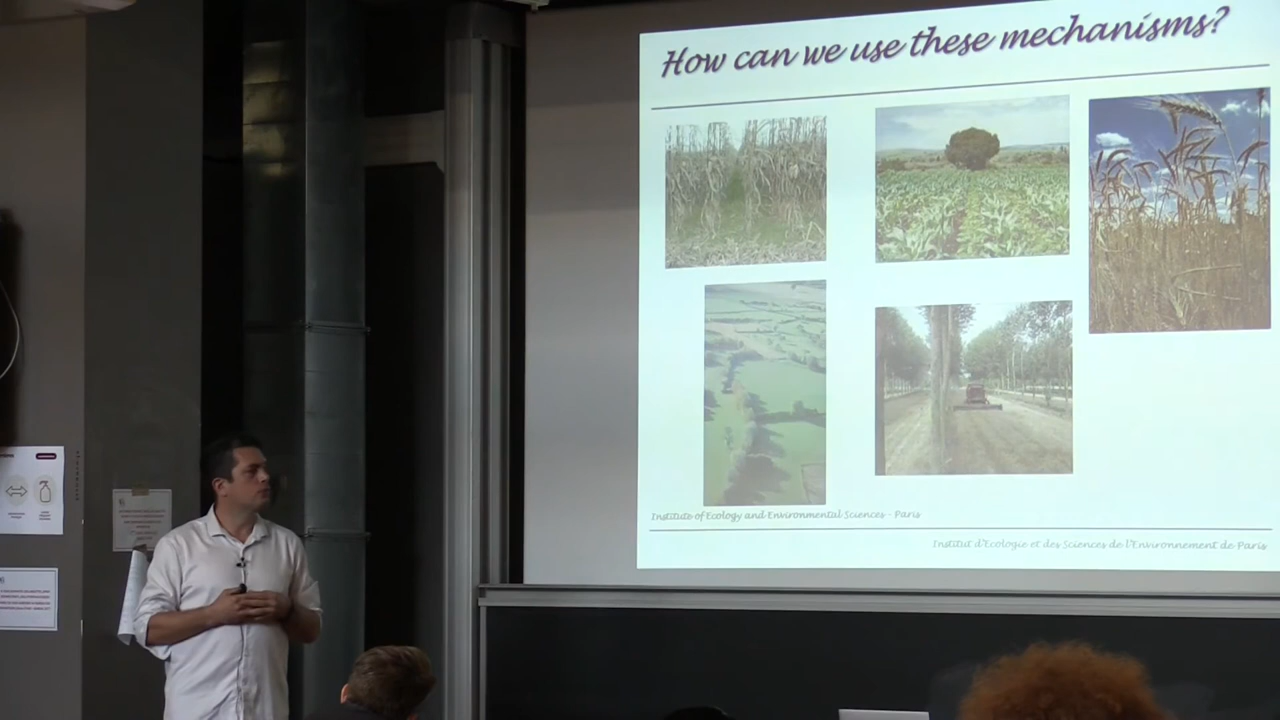 How can we use these mechanisms?
Institute of Ecology and Environmental Sciences - Paris
Institut d'Ecologie et des Sciences de l'Environnement de Paris